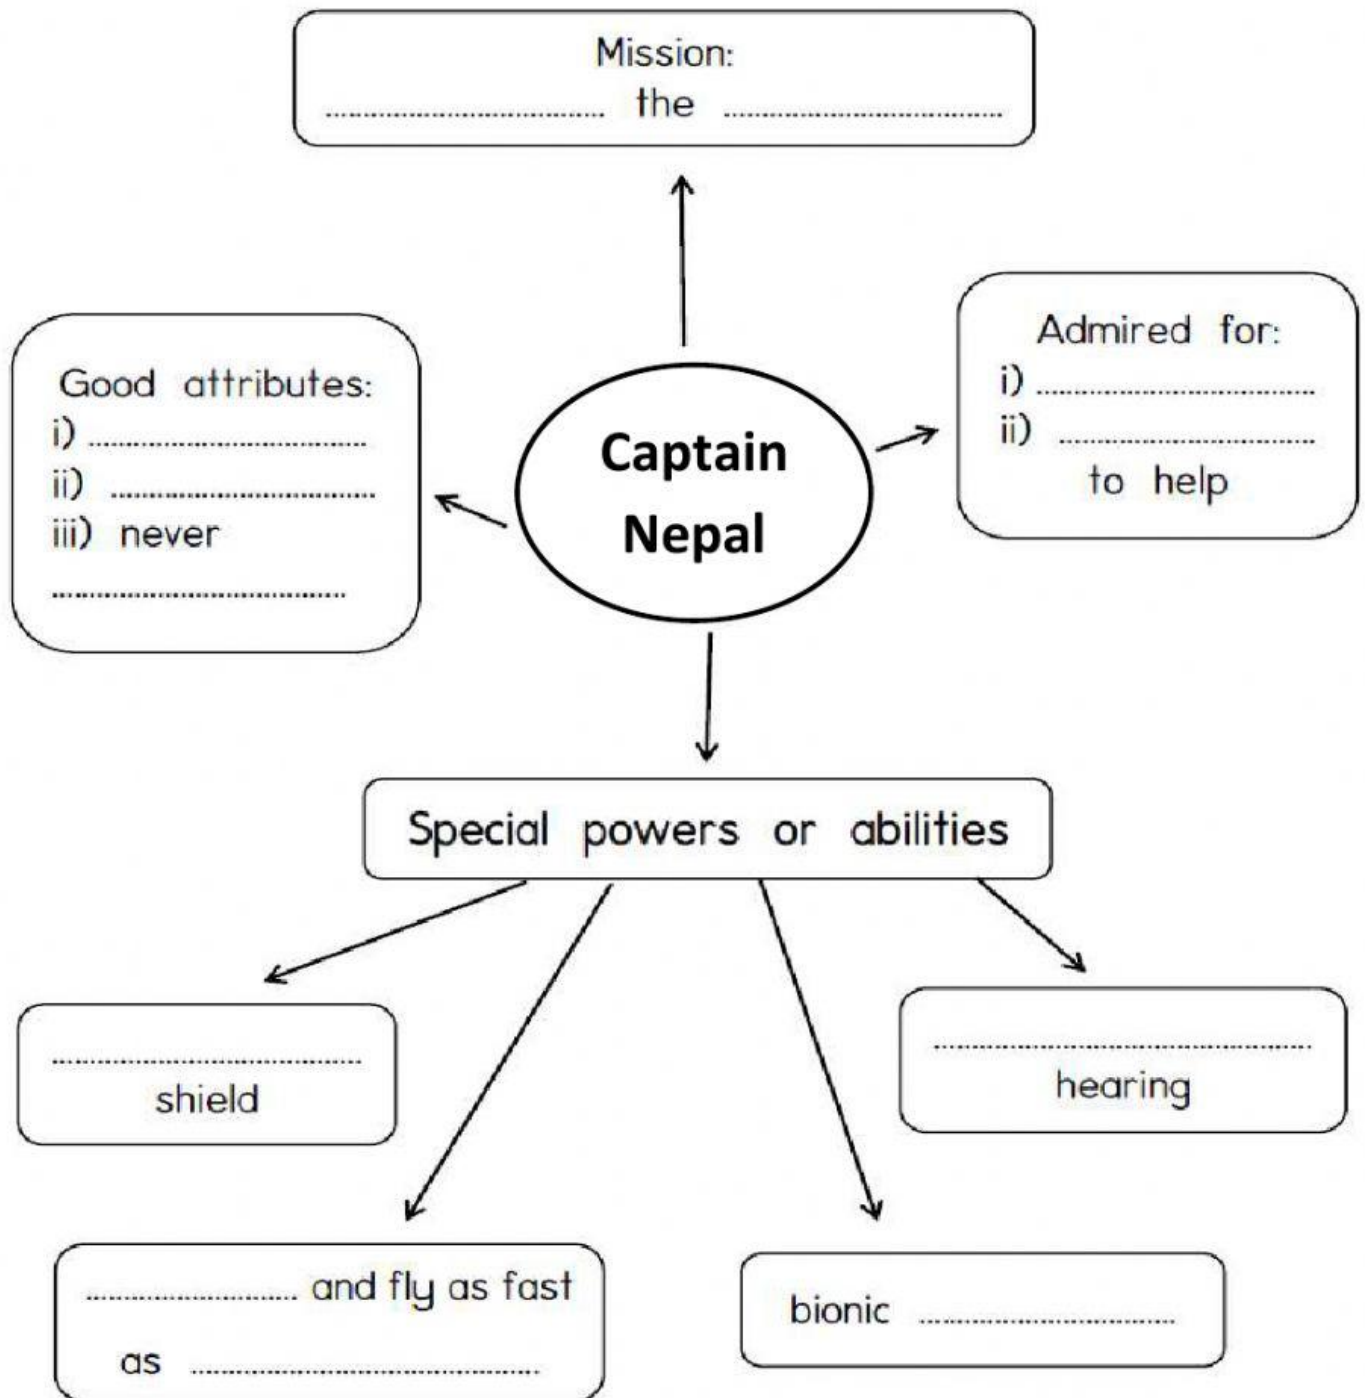 Mission:
.............................. the ..............................
Good attributes:
i) ..............................
ii) ..............................
iii) never
..............................
Captain
Nepal
Admired for:
i) ..............................
ii) ..............................
to help
Special powers or abilities
..............................
shield
.............................. and fly as fast
as ..............................
bionic ..............................
..............................
hearing